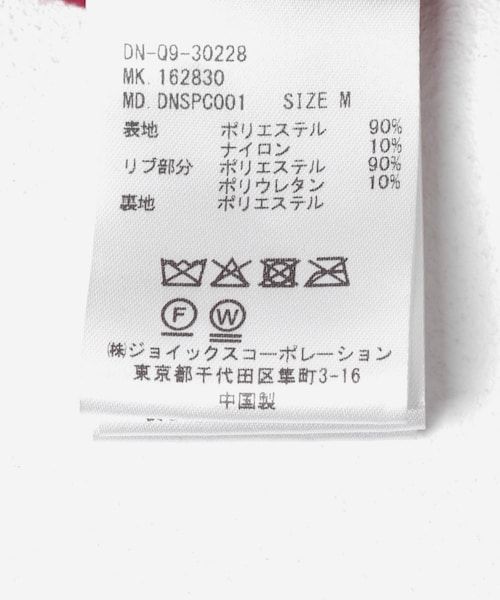 DN-Q9-30228
MK. 162830
MD. DNSPC001 SIZE M
表地 ポリエステル 90%
ナイロン 10%
リブ部分 ポリエステル 90%
ポリウレタン 10%
裏地 ポリエステル
F W
㈱ジョイックスコーポレーション
東京都千代田区隼町3-16
中国製